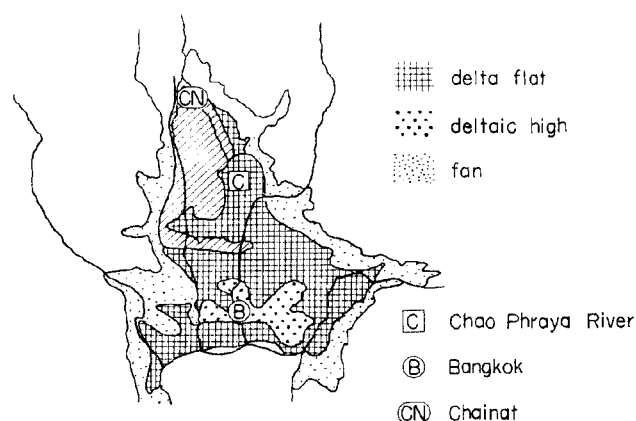 CN
C
B
delta flat
deltaic high
fan
C Chao Phraya River
B Bangkok
CN Chainat